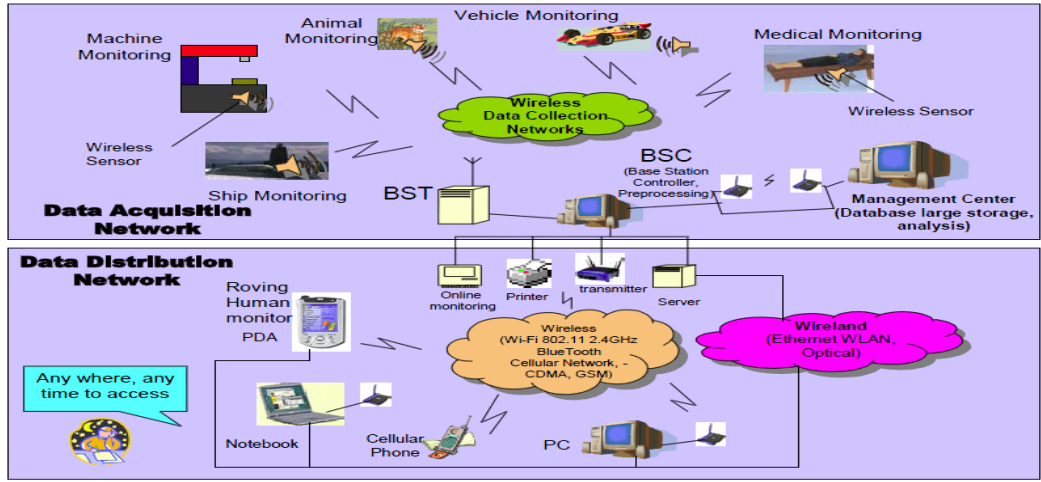 Machine
Monitoring
Animal
Monitoring
Vehicle Monitoring
Medical Monitoring
Wireless
Data Collection
Networks
Wireless Sensor
Wireless
Sensor
Ship Monitoring
BST
BSC
(Base Station
Controller,
Preprocessing)
Management Center
(Database large storage,
analysis)
Data Acquisition
Network
Data Distribution
Network
Online
monitoring
Printer
transmitter
Server
Roving
Human
monitor
PDA
Wireless
(Wi-Fi 802.11 2.4GHz
BlueTooth
Cellular Network, -
CDMA, GSM)
Wireland
(Ethernet WLAN,
Optical)
Any where, any
time to access
Notebook
Cellular
Phone
PC